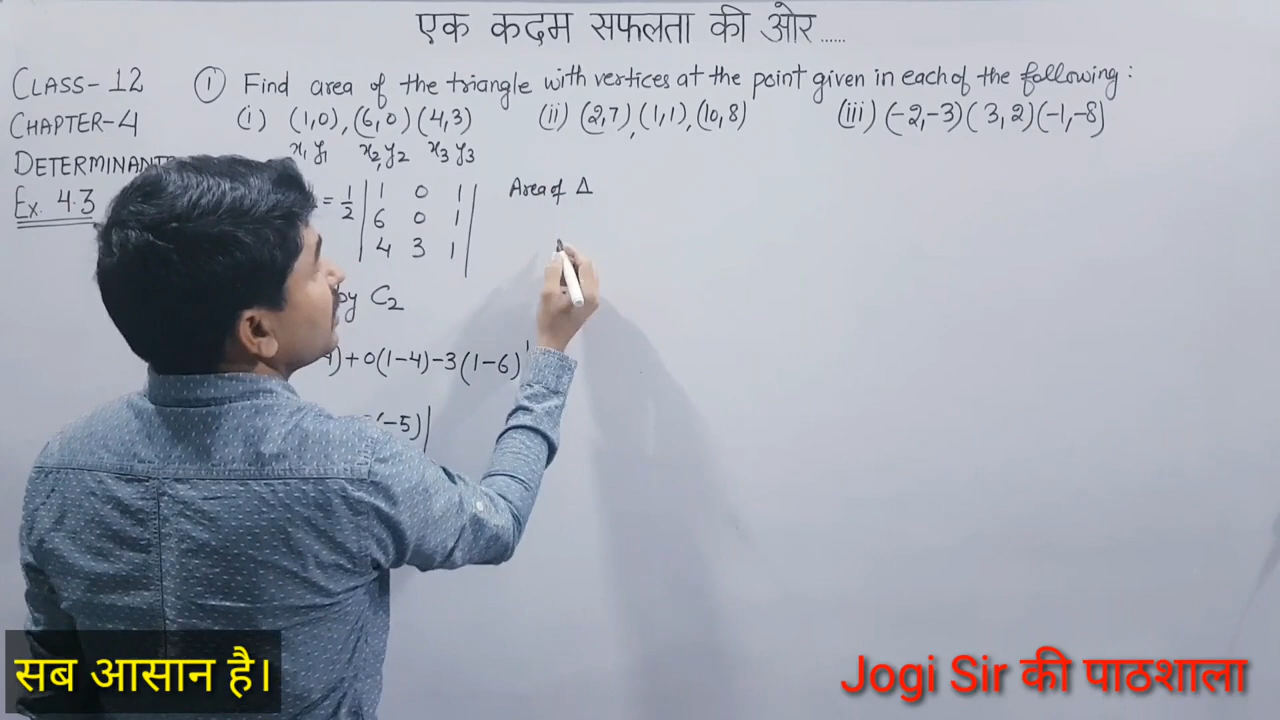 एक कदम सफलता की ओर......
CLASS-12
CHAPTER-4
DETERMINANT
Ex. 4.3
① Find area of the triangle with vertices at the point given in each of the following:
(i) (1,0), (6,0) (4,3) (ii) (2,7), (1,1), (10,8) (iii) (-2,-3) (3,2) (-1,-8)
x₁ y₁ x₂, y₂ x₃ y₃
= 1/2 | 1 0 1 |
| 6 0 1 |
| 4 3 1 |
by C₂
) + 0(1-4) - 3(1-6)
(-5)|
Area of Δ
सब आसान है।
Jogi Sir की पाठशाला